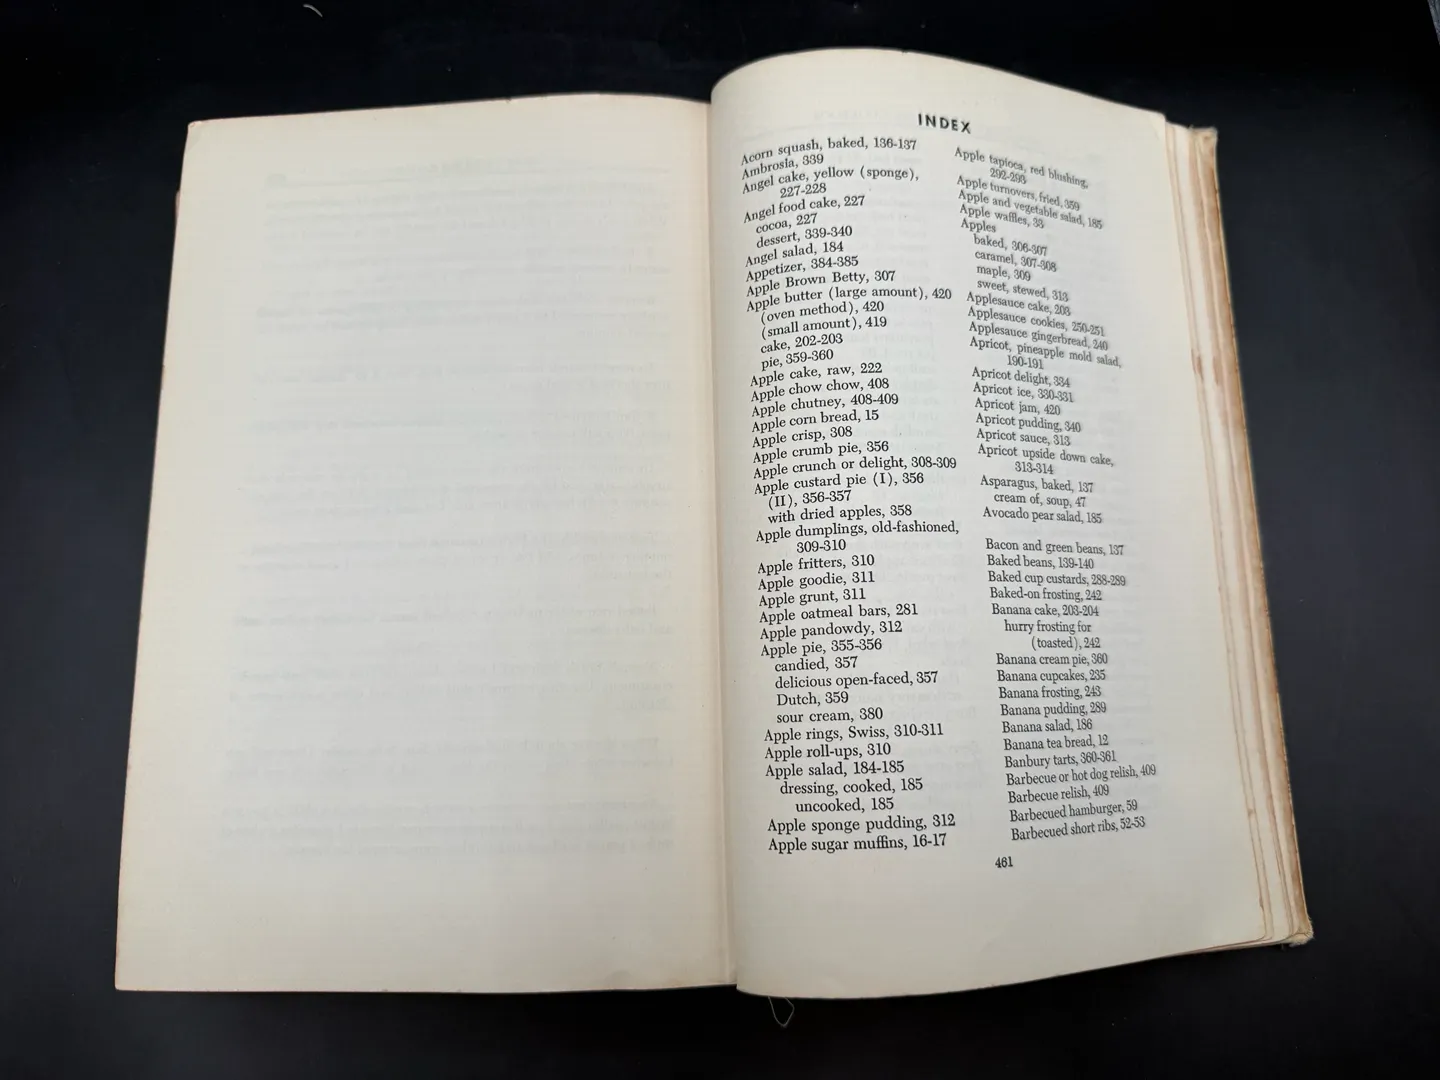 INDEX
Acorn squash, baked, 136-137
Ambrosia, 339
Angel cake, yellow (sponge),
227-228
Angel food cake, 227
cocoa, 227
dessert, 339-340
Angel salad, 184
Appetizer, 384-385
Apple Brown Betty, 307
Apple butter (large amount), 420
(oven method), 420
(small amount), 419
cake, 202-203
pie, 359-360
Apple cake, raw, 222
Apple chow chow, 408
Apple chutney, 408-409
Apple corn bread, 15
Apple crisp, 308
Apple crumb pie, 356
Apple crunch or delight, 308-309
Apple custard pie (I), 356
(II), 356-357
with dried apples, 358
Apple dumplings, old-fashioned,
309-310
Apple fritters, 310
Apple goodie, 311
Apple grunt, 311
Apple oatmeal bars, 281
Apple pandowdy, 312
Apple pie, 355-356
candied, 357
delicious open-faced, 357
Dutch, 359
sour cream, 380
Apple rings, Swiss, 310-311
Apple roll-ups, 310
Apple salad, 184-185
dressing, cooked, 185
uncooked, 185
Apple sponge pudding, 312
Apple sugar muffins, 16-17
Apple tapioca, red blushing,
292-293
Apple turnovers, fried, 359
Apple and vegetable salad, 185
Apple waffles, 33
Apples
baked, 306-307
caramel, 307-308
maple, 309
sweet, stewed, 313
Applesauce cake, 203
Applesauce cookies, 250-251
Applesauce gingerbread, 240
Apricot, pineapple mold salad,
190-191
Apricot delight, 334
Apricot ice, 330-331
Apricot jam, 420
Apricot pudding, 340
Apricot sauce, 313
Apricot upside down cake,
313-314
Asparagus, baked, 137
cream of, soup, 47
Avocado pear salad, 185
Bacon and green beans, 137
Baked beans, 139-140
Baked cup custards, 288-289
Baked-on frosting, 242
Banana cake, 203-204
hurry frosting for
(toasted), 242
Banana cream pie, 360
Banana cupcakes, 235
Banana frosting, 243
Banana pudding, 289
Banana salad, 186
Banana tea bread, 12
Banbury tarts, 360-361
Barbecue or hot dog relish, 409
Barbecue relish, 409
Barbecued hamburger, 59
Barbecued short ribs, 52-53
461